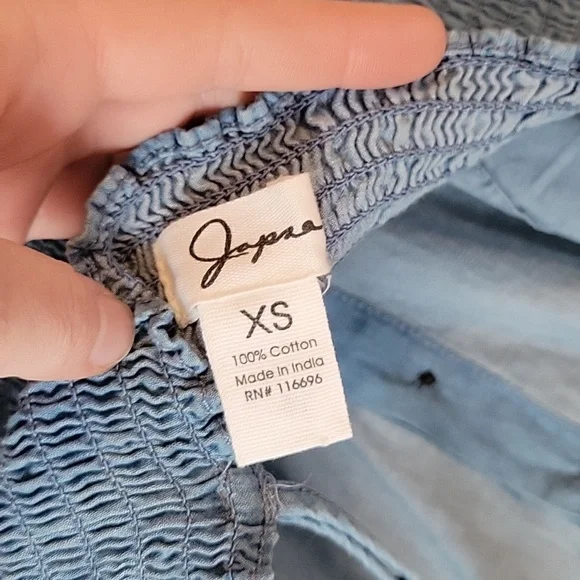 Japna
XS
100% Cotton
Made in India
RN# 116696